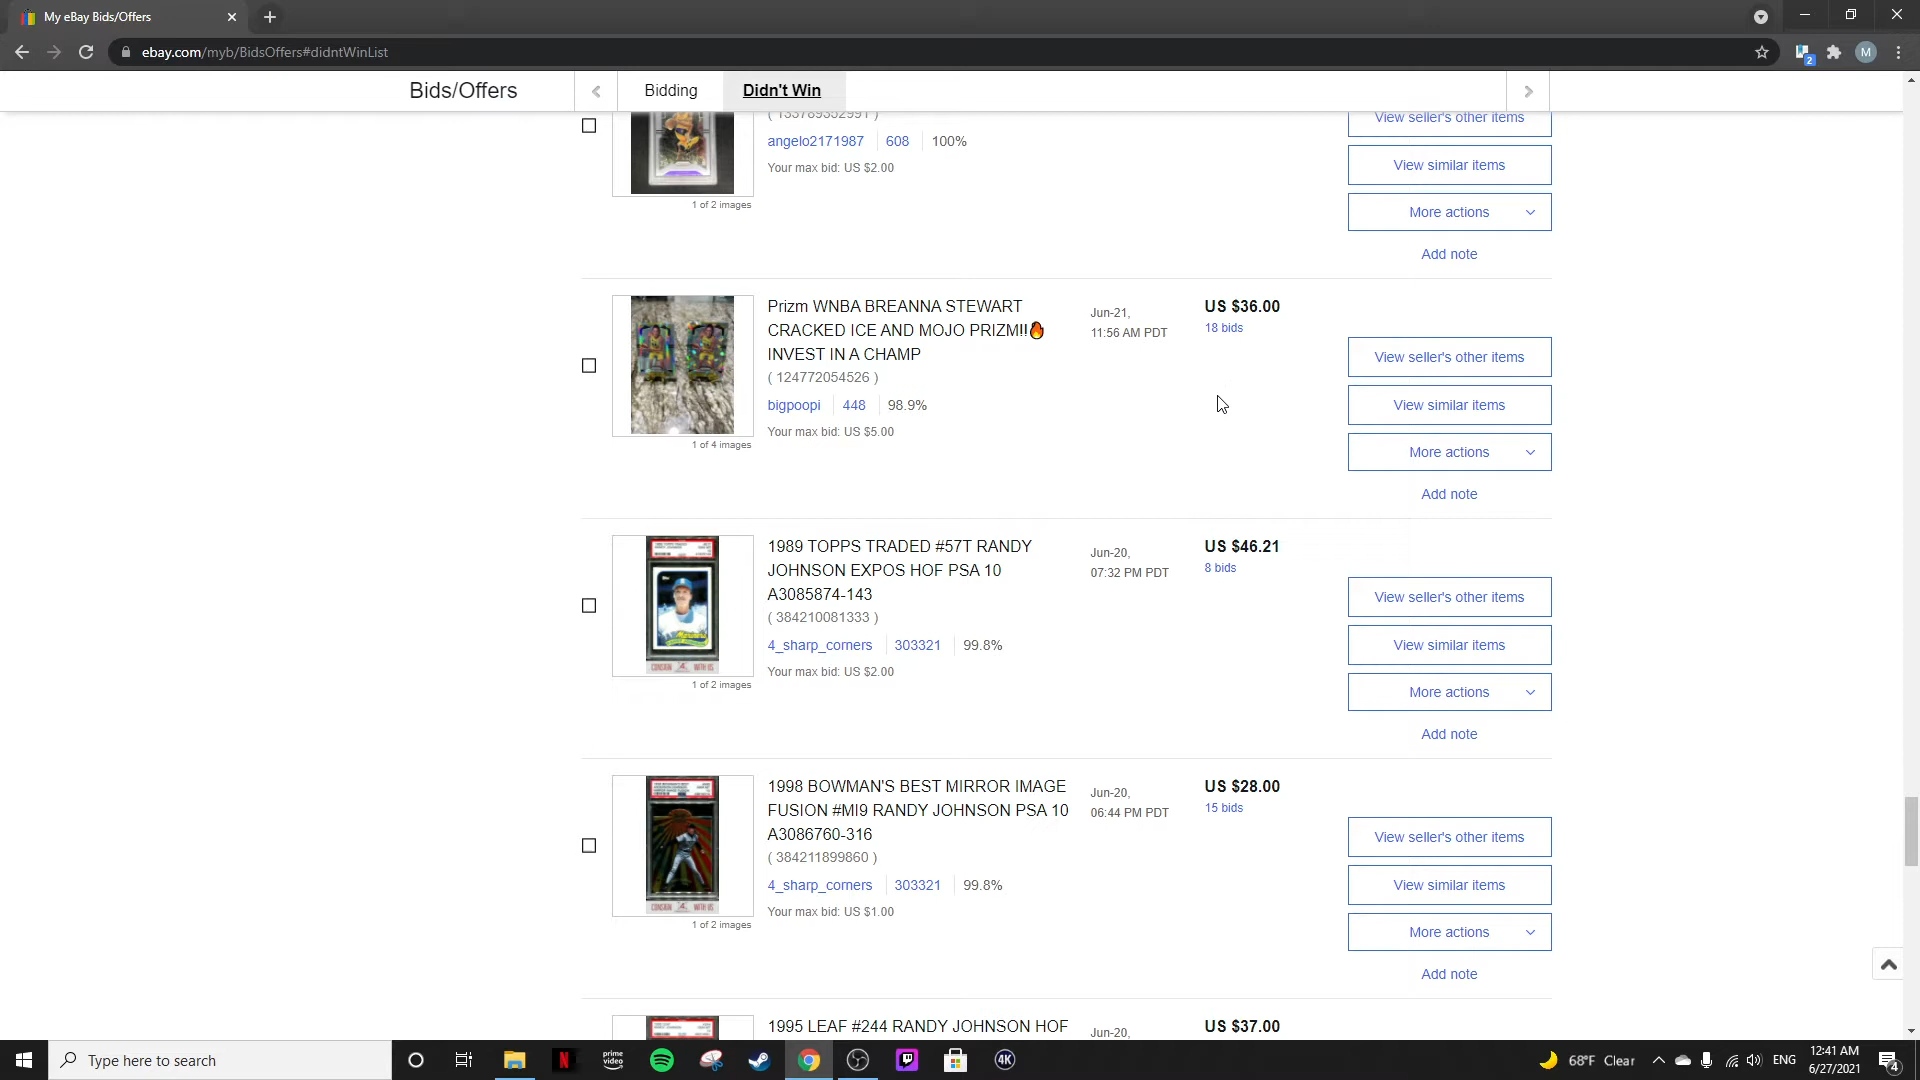 My eBay Bids/Offers
ebay.com/myb/BidsOffers#didntWinList
M
2
Bids/Offers
Bidding
Didn't Win
( 133789352991 )
angelo2171987 608 100%
Your max bid: US $2.00
1 of 2 images
View seller's other items
View similar items
More actions
Add note
Prizm WNBA BREANNA STEWART
CRACKED ICE AND MOJO PRIZM!!🔥
INVEST IN A CHAMP
( 124772054526 )
bigpoopi 448 98.9%
Your max bid: US $5.00
1 of 4 images
Jun-21,
11:56 AM PDT
US $36.00
18 bids
View seller's other items
View similar items
More actions
Add note
1989 TOPPS TRADED #57T RANDY
JOHNSON EXPOS HOF PSA 10
A3085874-143
( 384210081333 )
4_sharp_corners 303321 99.8%
Your max bid: US $2.00
1 of 2 images
Jun-20,
07:32 PM PDT
US $46.21
8 bids
View seller's other items
View similar items
More actions
Add note
1998 BOWMAN'S BEST MIRROR IMAGE
FUSION #MI9 RANDY JOHNSON PSA 10
A3086760-316
( 384211899860 )
4_sharp_corners 303321 99.8%
Your max bid: US $1.00
1 of 2 images
Jun-20,
06:44 PM PDT
US $28.00
15 bids
View seller's other items
View similar items
More actions
Add note
1995 LEAF #244 RANDY JOHNSON HOF
Jun-20,
US $37.00
Type here to search
N
prime video
4K
68°F Clear
ENG
12:41 AM
6/27/2021
4